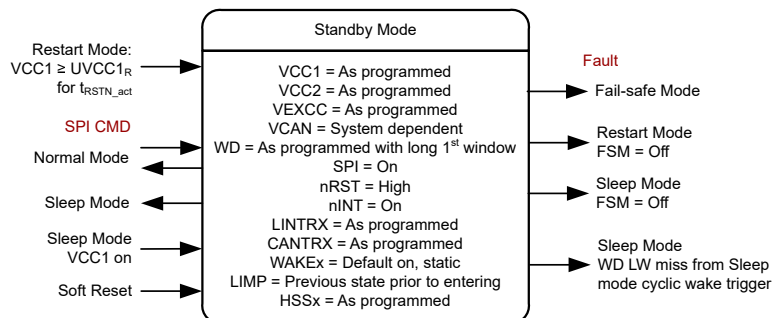 Standby Mode
Restart Mode:
VCC1 ≥ UVCC1R
for tRSTN_act
SPI CMD
Normal Mode
Sleep Mode
Sleep Mode
VCC1 on
Soft Reset
VCC1 = As programmed
VCC2 = As programmed
VEXCC = As programmed
VCAN = System dependent
WD = As programmed with long 1st window
SPI = On
nRST = High
nINT = On
LINTRX = As programmed
CANTRX = As programmed
WAKEx = Default on, static
LIMP = Previous state prior to entering
HSSx = As programmed
Fault
Fail-safe Mode
Restart Mode
FSM = Off
Sleep Mode
FSM = Off
Sleep Mode
WD LW miss from Sleep
mode cyclic wake trigger